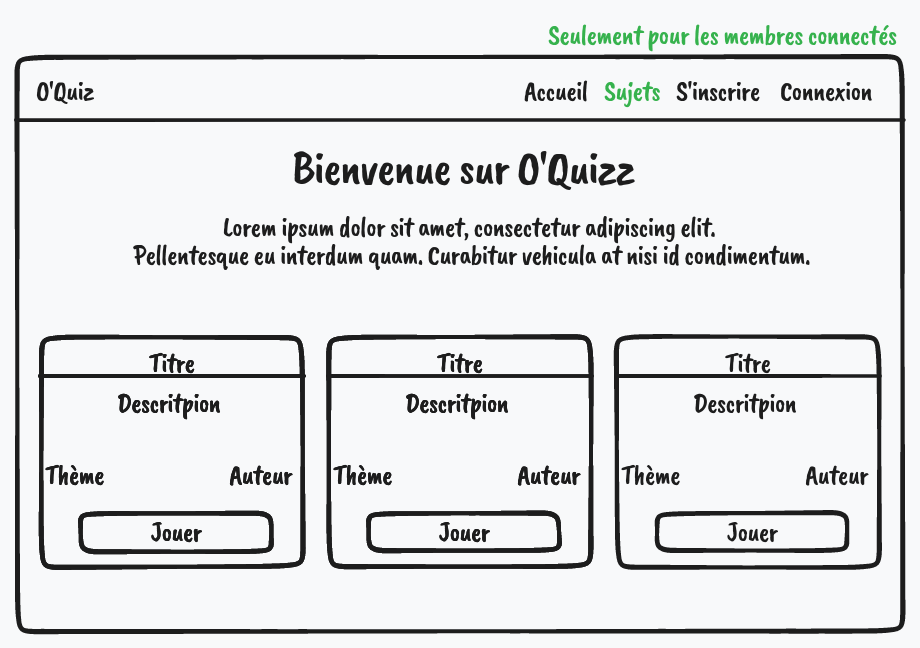 Seulement pour les membres connectés
O'Quiz Accueil Sujets S'inscrire Connexion
Bienvenue sur O'Quizz
Lorem ipsum dolor sit amet, consectetur adipiscing elit.
Pellentesque eu interdum quam. Curabitur vehicula at nisi id condimentum.
Titre Titre Titre
Descritpion Descritpion Descritpion
Thème Auteur Thème Auteur Thème Auteur
Jouer Jouer Jouer